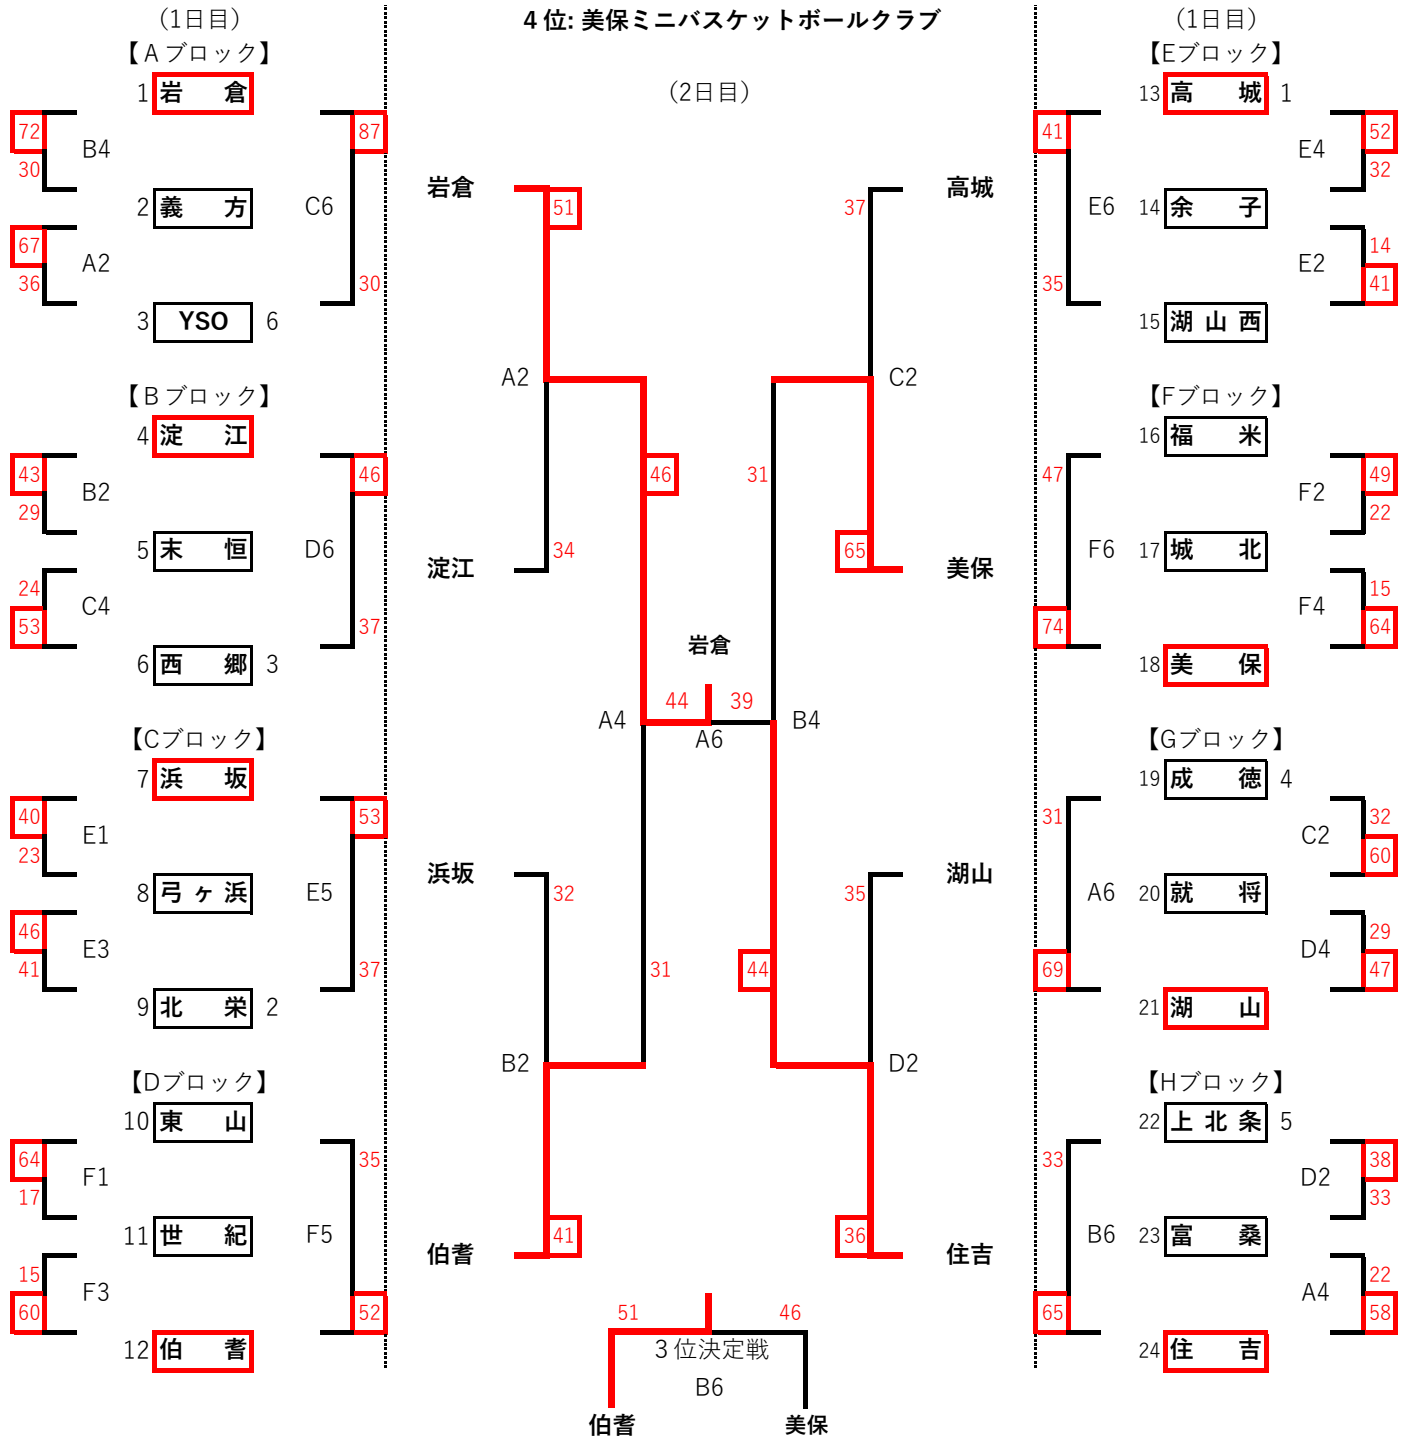 (1日目)
【Aブロック】
1 岩 倉
72
30
B4
2 義 方
67
36
A2
3 YSO 6
87
30
C6
【Bブロック】
4 淀 江
43
29
B2
5 末 恒
24
53
C4
6 西 郷 3
46
37
D6
【Cブロック】
7 浜 坂
40
23
E1
8 弓 ヶ 浜
46
41
E3
9 北 栄 2
53
37
E5
【Dブロック】
10 東 山
64
17
F1
11 世 紀
15
60
F3
12 伯 耆
35
52
F5
4位: 美保ミニバスケットボールクラブ
(2日目)
岩倉
51
A2
34
淀江
46
A4
31
浜坂
32
B2
41
伯耆
高城
37
C2
65
美保
31
B4
44
湖山
35
D2
36
住吉
岩倉
44 39
A6
51 46
3位決定戦
B6
伯耆 美保
(1日目)
【Eブロック】
13 高 城 1
41
35
E6
14 余 子
E4
52
32
15 湖 山 西
E2
14
41
【Fブロック】
16 福 米
47
74
F6
17 城 北
F2
49
22
18 美 保
F4
15
64
【Gブロック】
19 成 徳 4
31
69
A6
20 就 将
C2
32
60
21 湖 山
D4
29
47
【Hブロック】
22 上 北 条 5
33
65
B6
23 富 桑
D2
38
33
24 住 吉
A4
22
58